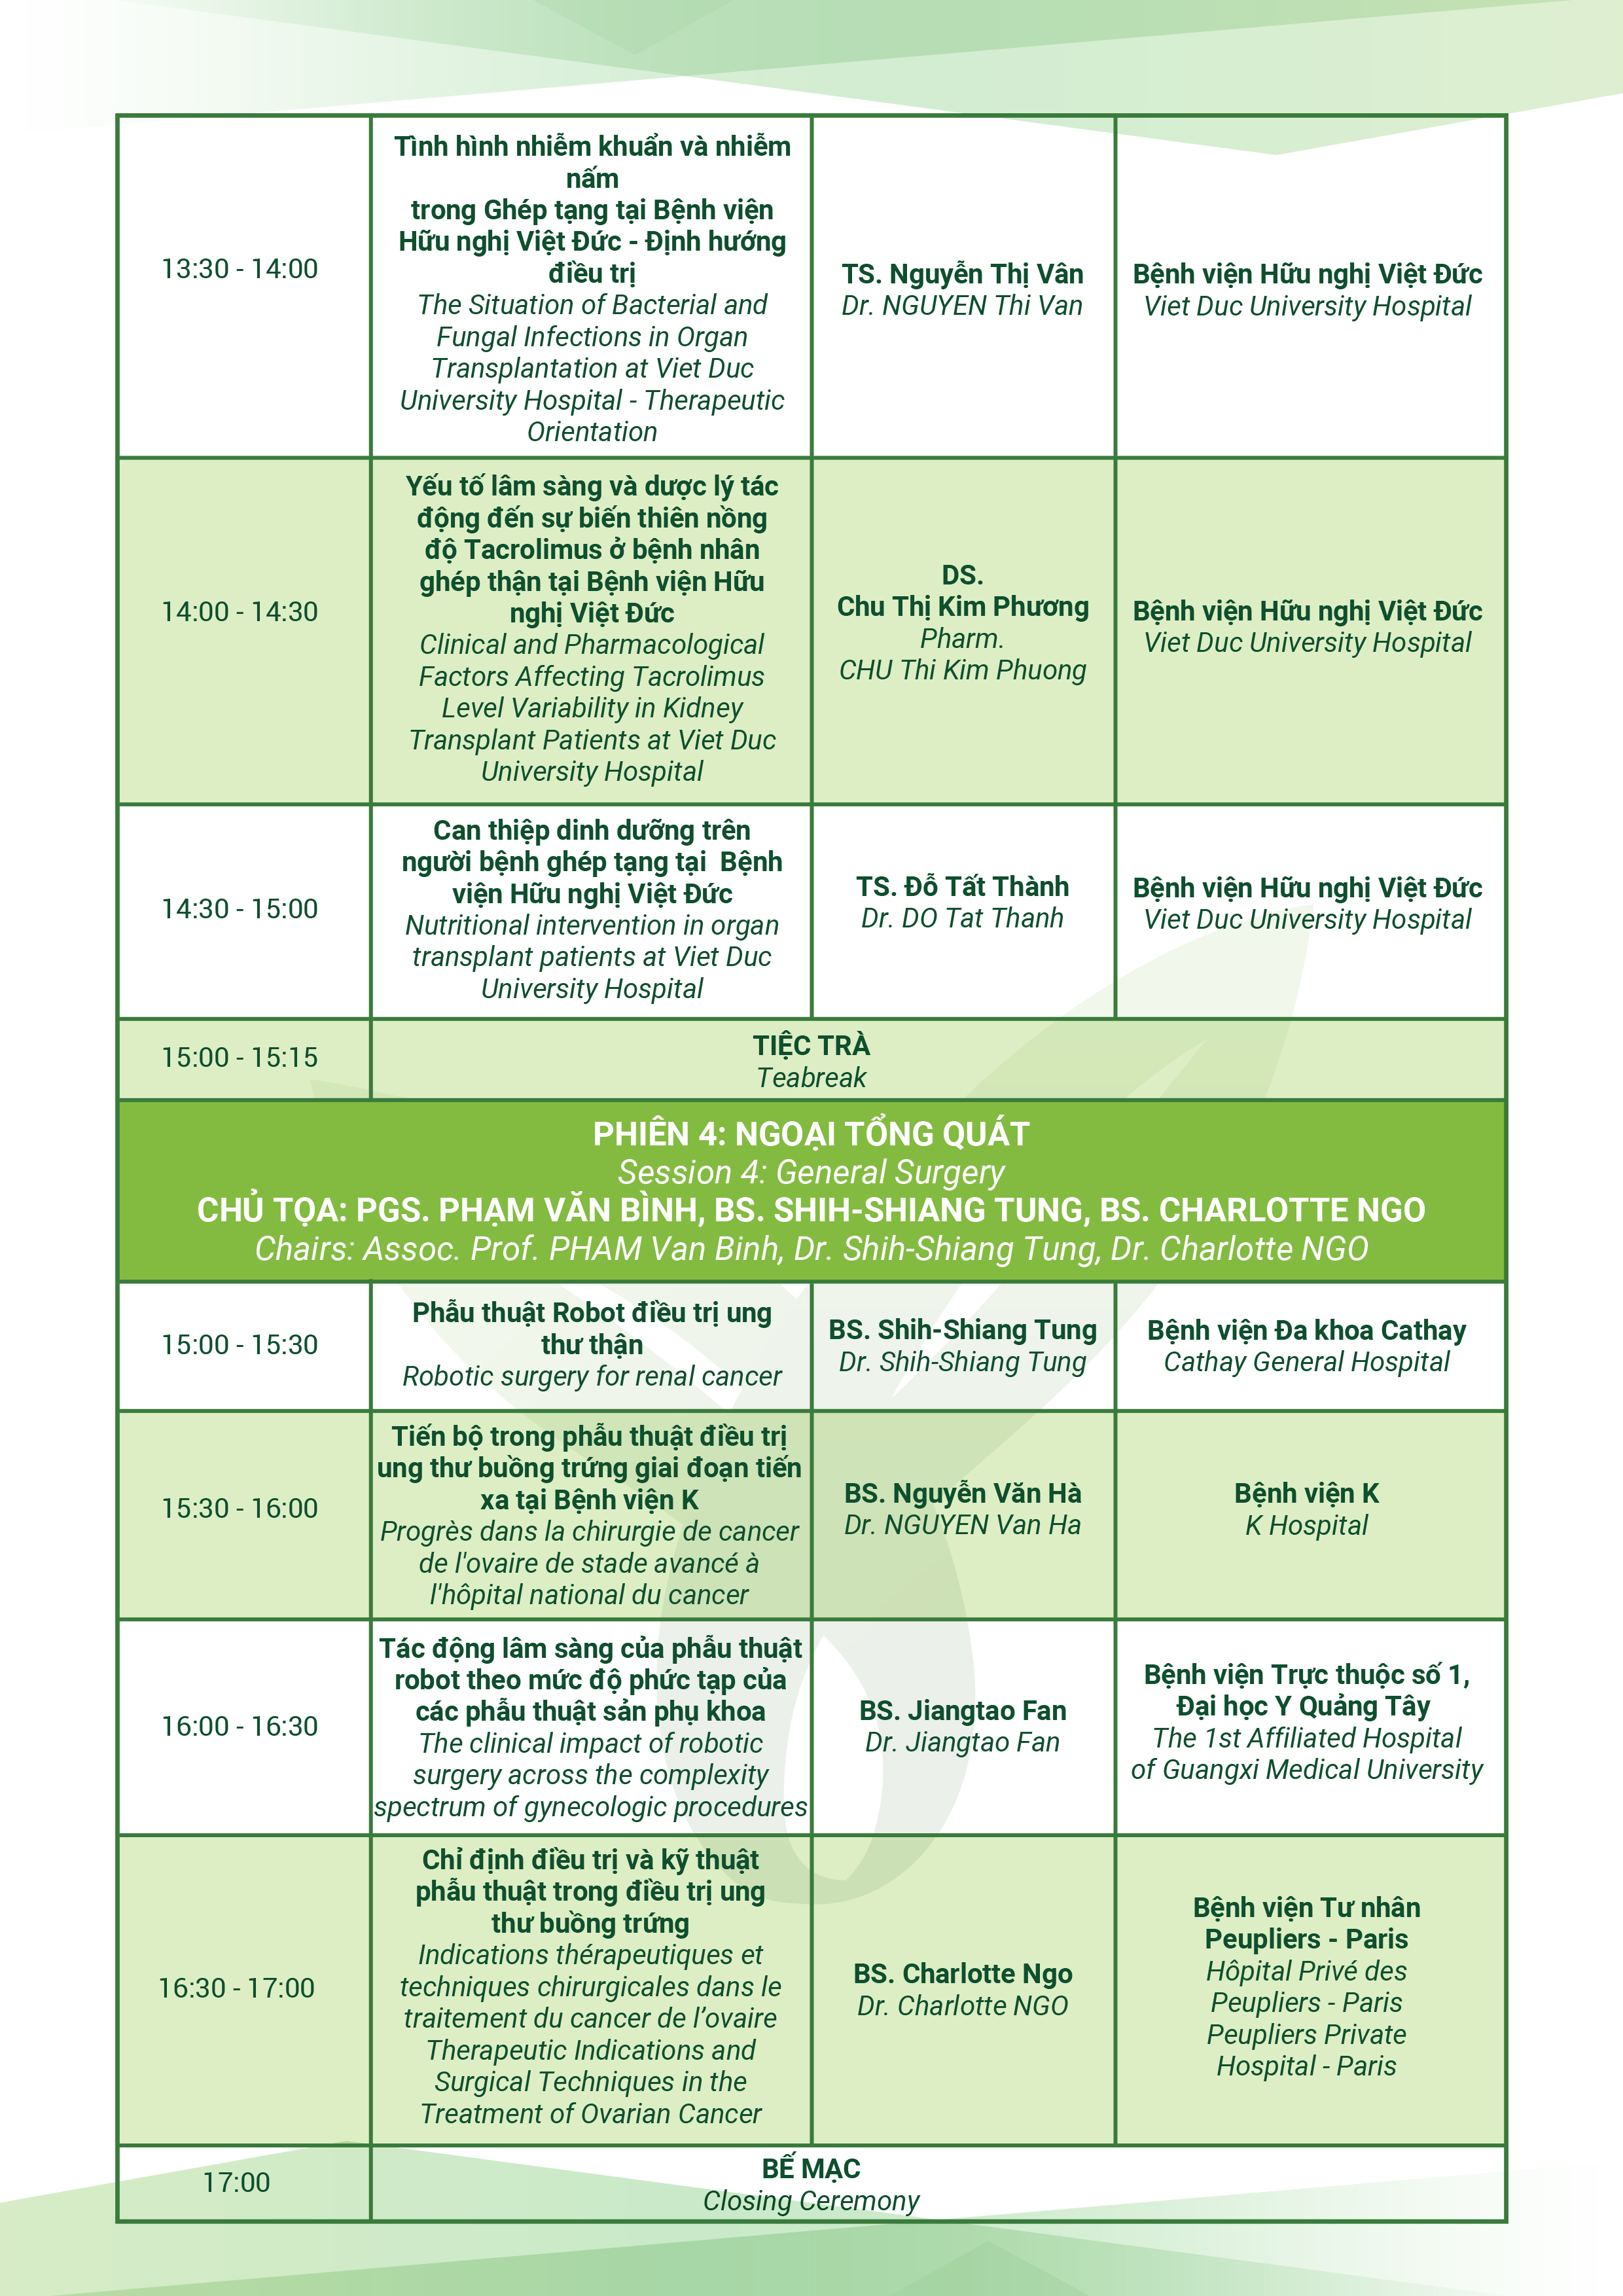 13:30 - 14:00
Tình hình nhiễm khuẩn và nhiễm
nấm
trong Ghép tạng tại Bệnh viện
Hữu nghị Việt Đức - Định hướng
điều trị
The Situation of Bacterial and
Fungal Infections in Organ
Transplantation at Viet Duc
University Hospital - Therapeutic
Orientation
TS. Nguyễn Thị Vân
Dr. NGUYEN Thi Van
Bệnh viện Hữu nghị Việt Đức
Viet Duc University Hospital
14:00 - 14:30
Yếu tố lâm sàng và dược lý tác
động đến sự biến thiên nồng
độ Tacrolimus ở bệnh nhân
ghép thận tại Bệnh viện Hữu
nghị Việt Đức
Clinical and Pharmacological
Factors Affecting Tacrolimus
Level Variability in Kidney
Transplant Patients at Viet Duc
University Hospital
DS.
Chu Thị Kim Phương
Pharm.
CHU Thi Kim Phuong
Bệnh viện Hữu nghị Việt Đức
Viet Duc University Hospital
14:30 - 15:00
Can thiệp dinh dưỡng trên
người bệnh ghép tạng tại  Bệnh
viện Hữu nghị Việt Đức
Nutritional intervention in organ
transplant patients at Viet Duc
University Hospital
TS. Đỗ Tất Thành
Dr. DO Tat Thanh
Bệnh viện Hữu nghị Việt Đức
Viet Duc University Hospital
15:00 - 15:15
TIỆC TRÀ
Teabreak
PHIÊN 4: NGOẠI TỔNG QUÁT
Session 4: General Surgery
CHỦ TỌA: PGS. PHẠM VĂN BÌNH, BS. SHIH-SHIANG TUNG, BS. CHARLOTTE NGO
Chairs: Assoc. Prof. PHAM Van Binh, Dr. Shih-Shiang Tung, Dr. Charlotte NGO
15:00 - 15:30
Phẫu thuật Robot điều trị ung
thư thận
Robotic surgery for renal cancer
BS. Shih-Shiang Tung
Dr. Shih-Shiang Tung
Bệnh viện Đa khoa Cathay
Cathay General Hospital
15:30 - 16:00
Tiến bộ trong phẫu thuật điều trị
ung thư buồng trứng giai đoạn tiến
xa tại Bệnh viện K
Progrès dans la chirurgie de cancer
de l'ovaire de stade avancé à
l'hôpital national du cancer
BS. Nguyễn Văn Hà
Dr. NGUYEN Van Ha
Bệnh viện K
K Hospital
16:00 - 16:30
Tác động lâm sàng của phẫu thuật
robot theo mức độ phức tạp của
các phẫu thuật sản phụ khoa
The clinical impact of robotic
surgery across the complexity
spectrum of gynecologic procedures
BS. Jiangtao Fan
Dr. Jiangtao Fan
Bệnh viện Trực thuộc số 1,
Đại học Y Quảng Tây
The 1st Affiliated Hospital
of Guangxi Medical University
16:30 - 17:00
Chỉ định điều trị và kỹ thuật
phẫu thuật trong điều trị ung
thư buồng trứng
Indications thérapeutiques et
techniques chirurgicales dans le
traitement du cancer de l’ovaire
Therapeutic Indications and
Surgical Techniques in the
Treatment of Ovarian Cancer
BS. Charlotte Ngo
Dr. Charlotte NGO
Bệnh viện Tư nhân
Peupliers - Paris
Hôpital Privé des
Peupliers - Paris
Peupliers Private
Hospital - Paris
17:00
BẾ MẠC
Closing Ceremony